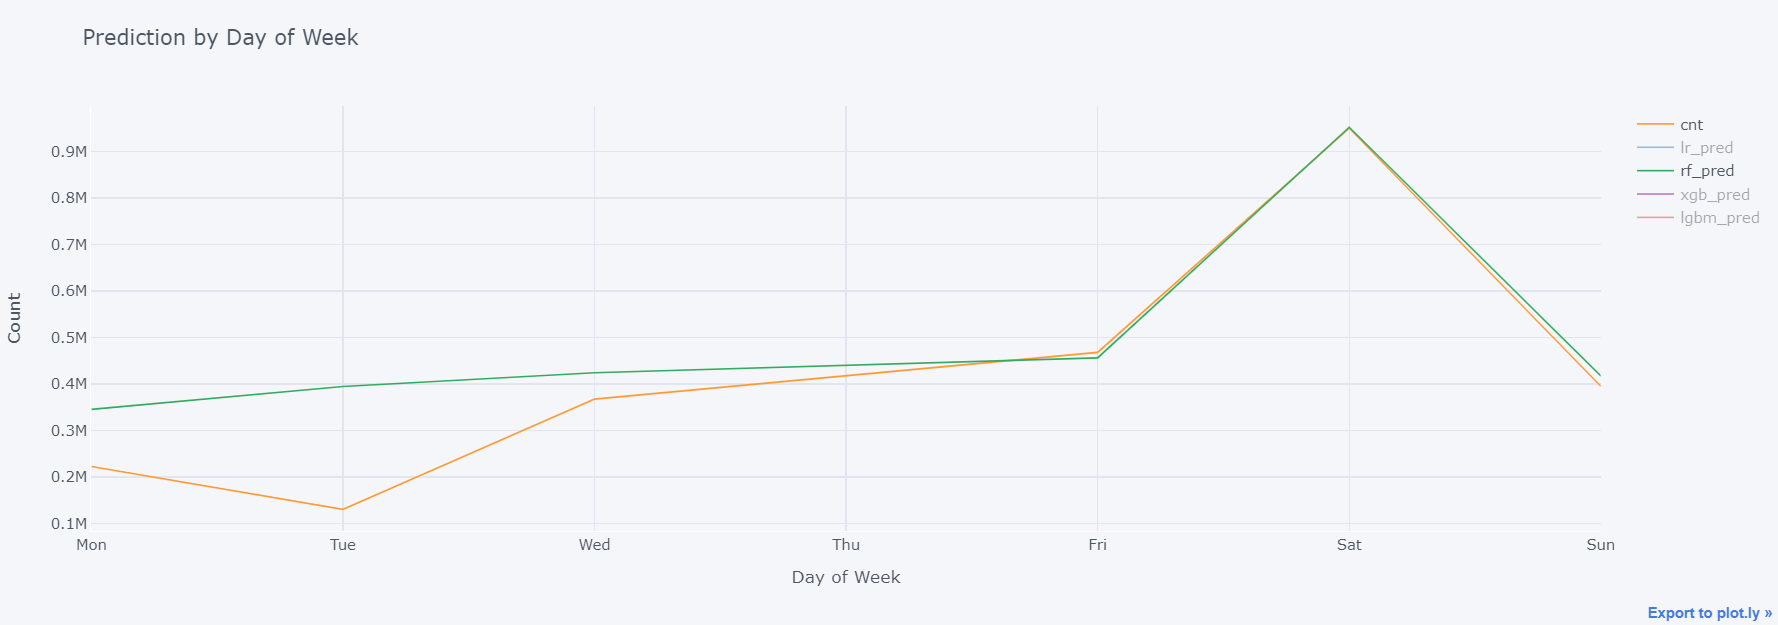 Prediction by Day of Week
cnt
lr_pred
rf_pred
xgb_pred
lgbm_pred
Count
0.9M
0.8M
0.7M
0.6M
0.5M
0.4M
0.3M
0.2M
0.1M
Mon Tue Wed Thu Fri Sat Sun
Day of Week
Export to plot.ly »